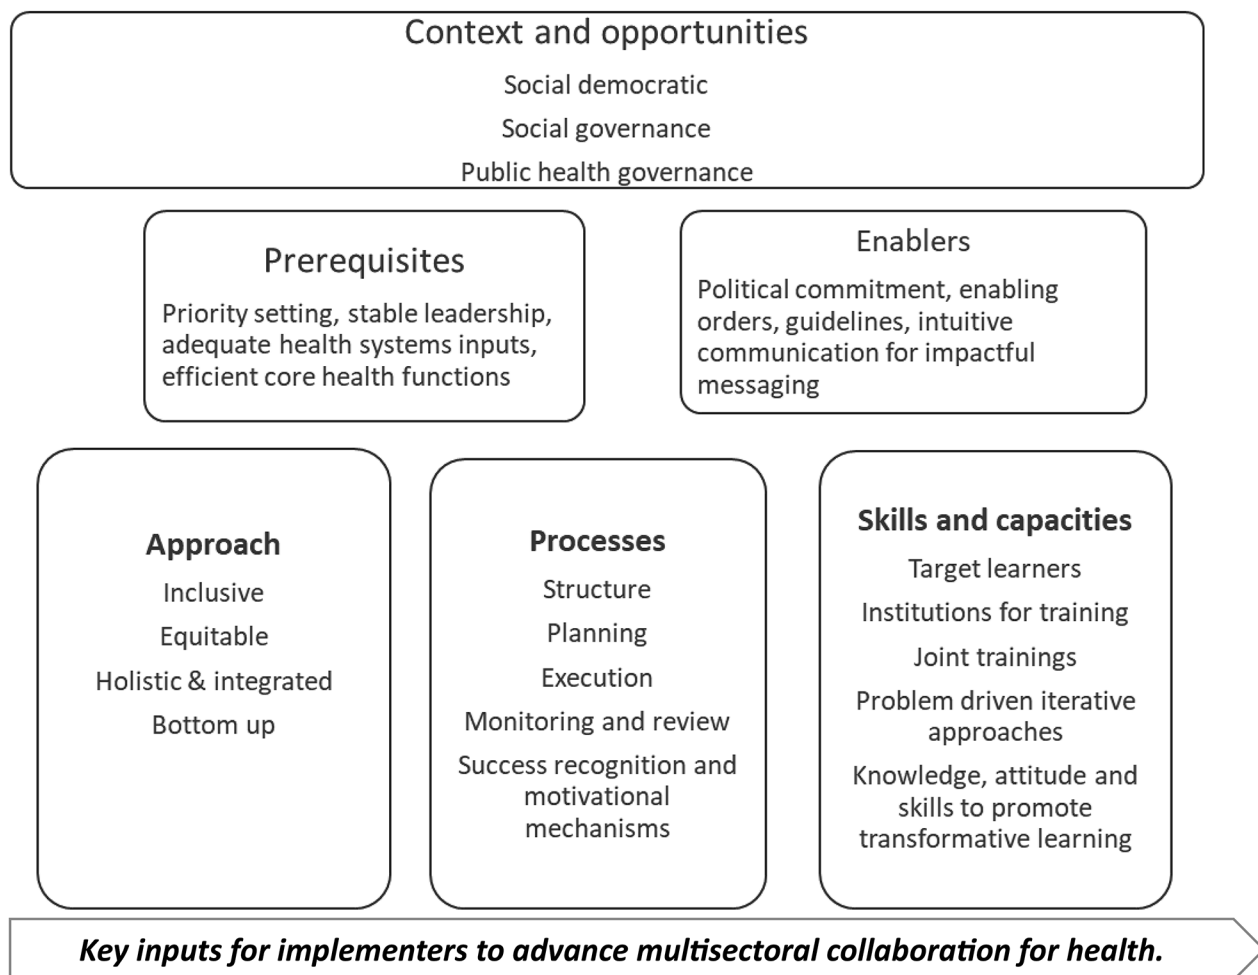 Context and opportunities
Social democratic
Social governance
Public health governance
Prerequisites
Priority setting, stable leadership,
adequate health systems inputs,
efficient core health functions
Enablers
Political commitment, enabling
orders, guidelines, intuitive
communication for impactful
messaging
Approach
Inclusive
Equitable
Holistic & integrated
Bottom up
Processes
Structure
Planning
Execution
Monitoring and review
Success recognition and
motivational
mechanisms
Skills and capacities
Target learners
Institutions for training
Joint trainings
Problem driven iterative
approaches
Knowledge, attitude and
skills to promote
transformative learning
Key inputs for implementers to advance multisectoral collaboration for health.